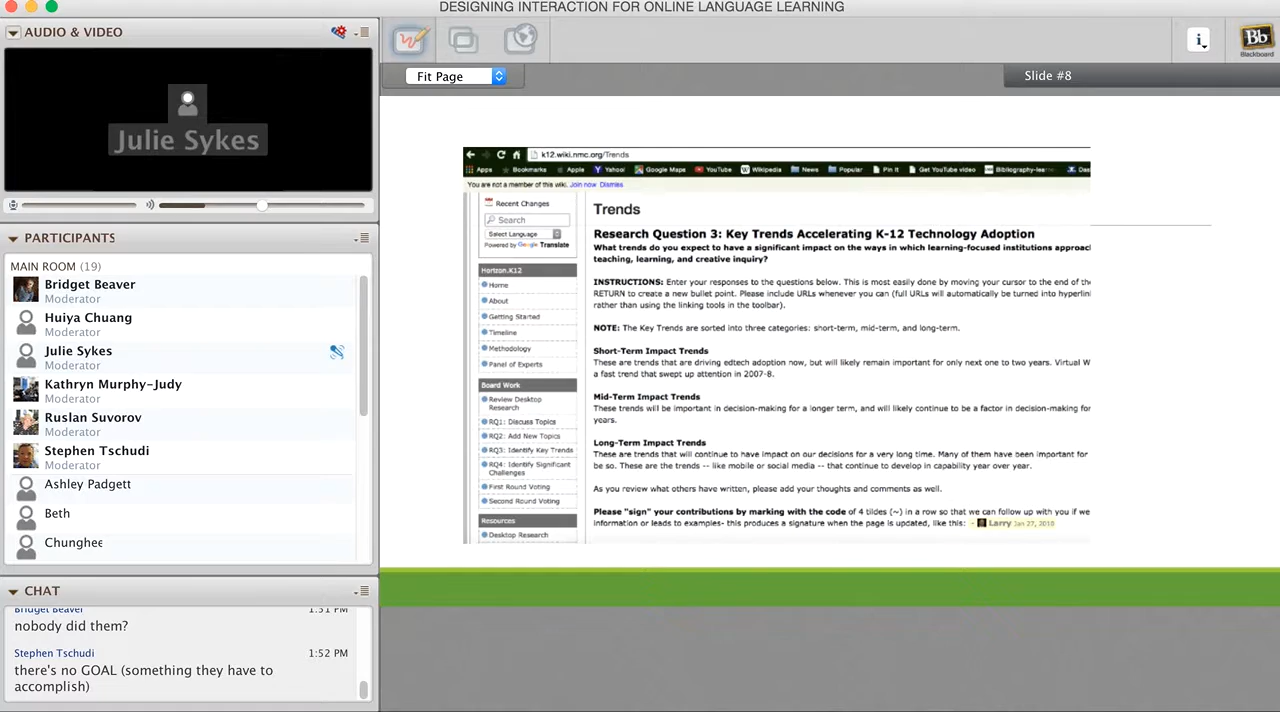 DESIGNING INTERACTION FOR ONLINE LANGUAGE LEARNING
AUDIO & VIDEO
Julie Sykes
PARTICIPANTS
MAIN ROOM (19)
Bridget Beaver
Moderator
Huiya Chuang
Moderator
Julie Sykes
Moderator
Kathryn Murphy-Judy
Moderator
Ruslan Suvorov
Moderator
Stephen Tschudi
Moderator
Ashley Padgett
Beth
Chunghee
CHAT
Bridget Beaver 1:51 PM
nobody did them?
Stephen Tschudi 1:52 PM
there's no GOAL (something they have to
accomplish)
i
Bb
Blackboard
Fit Page
Slide #8
k12.wiki.nmc.org/Trends
Apps Bookmarks Apple Yahoo! Google Maps YouTube Wikipedia News Popular Pin It Get YouTube video Bibliography-lear Das
You are not a member of this wiki. Join now Dismiss
Recent Changes
Search
Select Language
Powered by Google Translate
Horizon.K12
Home
About
Getting Started
Timeline
Methodology
Panel of Experts
Board Work
Review Desktop
Research
RQ1: Discuss Topics
RQ2: Add New Topics
RQ3: Identify Key Trends
RQ4: Identify Significant
Challenges
First Round Voting
Second Round Voting
Resources
Desktop Research
Trends
Research Question 3: Key Trends Accelerating K-12 Technology Adoption
What trends do you expect to have a significant impact on the ways in which learning-focused institutions approac
teaching, learning, and creative inquiry?
INSTRUCTIONS: Enter your responses to the questions below. This is most easily done by moving your cursor to the end of the
RETURN to create a new bullet point. Please include URLs whenever you can (full URLs will automatically be turned into hyperlin
rather than using the linking tools in the toolbar).
NOTE: The Key Trends are sorted into three categories: short-term, mid-term, and long-term.
Short-Term Impact Trends
These are trends that are driving edtech adoption now, but will likely remain important for only next one to two years. Virtual W
a fast trend that swept up attention in 2007-8.
Mid-Term Impact Trends
These trends will be important in decision-making for a longer term, and will likely continue to be a factor in decision-making for
years.
Long-Term Impact Trends
These are trends that will continue to have impact on our decisions for a very long time. Many of them have been important for
be so. These are the trends -- like mobile or social media -- that continue to develop in capability year over year.
As you review what others have written, please add your thoughts and comments as well.
Please "sign" your contributions by marking with the code of 4 tildes (~) in a row so that we can follow up with you if we
information or leads to examples- this produces a signature when the page is updated, like this: - Larry Jan 27, 2010